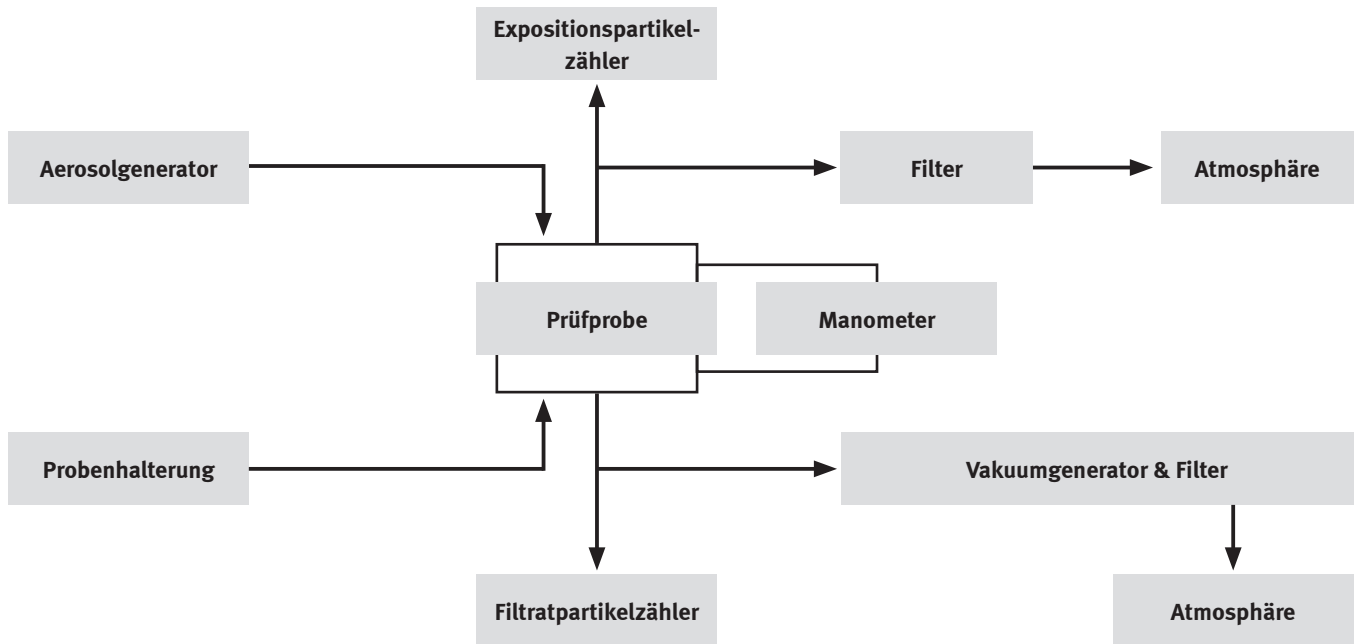 Expositionspartikel-
zähler
Aerosolgenerator
Filter
Atmosphäre
Prüfprobe
Manometer
Probenhalterung
Vakuumgenerator & Filter
Filtratpartikelzähler
Atmosphäre